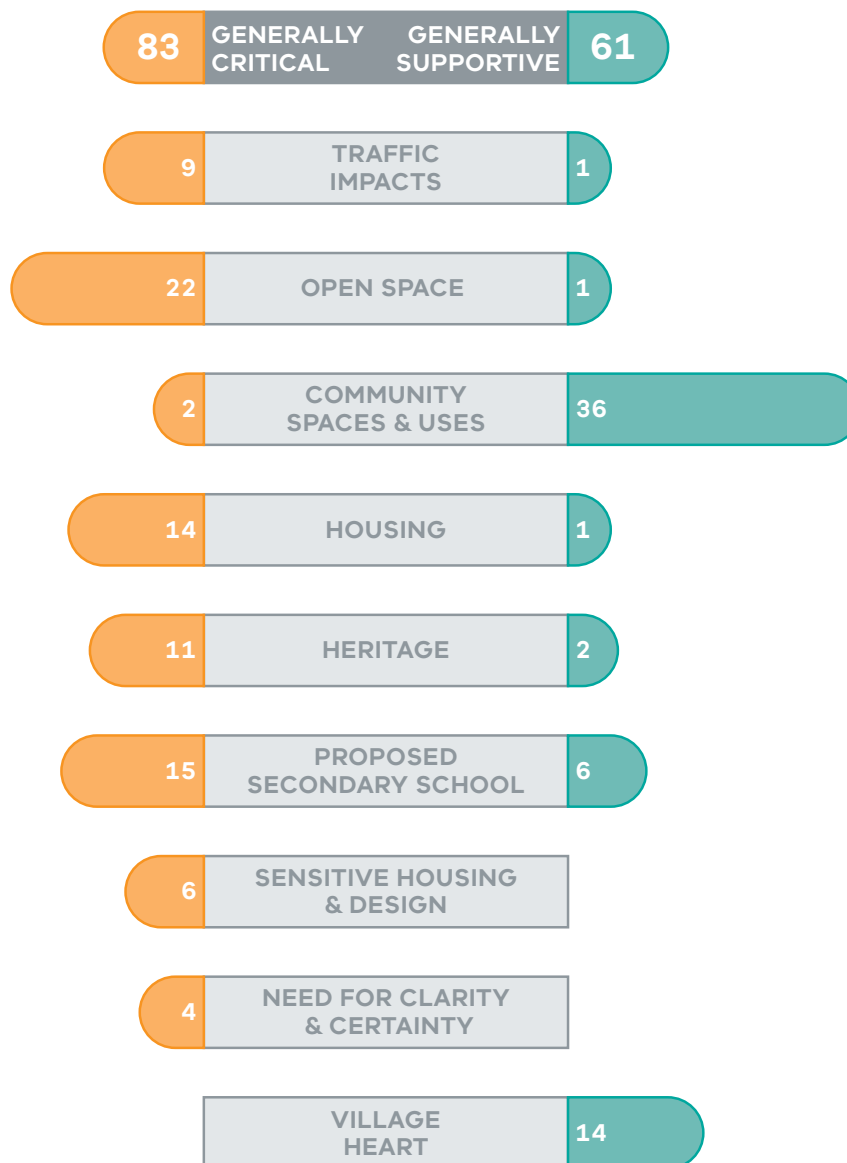 83 GENERALLY GENERALLY 61
CRITICAL SUPPORTIVE
9 TRAFFIC 1
IMPACTS
22 OPEN SPACE 1
2 COMMUNITY 36
SPACES & USES
14 HOUSING 1
11 HERITAGE 2
15 PROPOSED 6
SECONDARY SCHOOL
6 SENSITIVE HOUSING
& DESIGN
4 NEED FOR CLARITY
& CERTAINTY
VILLAGE 14
HEART